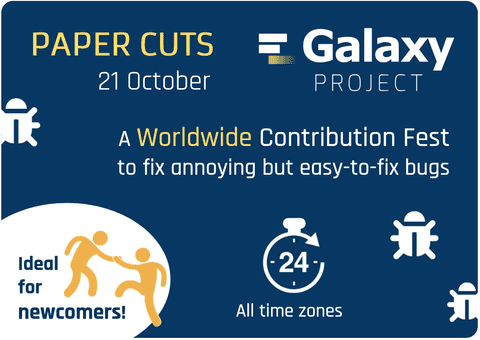 PAPER CUTS
21 October
Galaxy
PROJECT
A Worldwide Contribution Fest
to fix annoying but easy-to-fix bugs
Ideal
for
newcomers!
24
All time zones